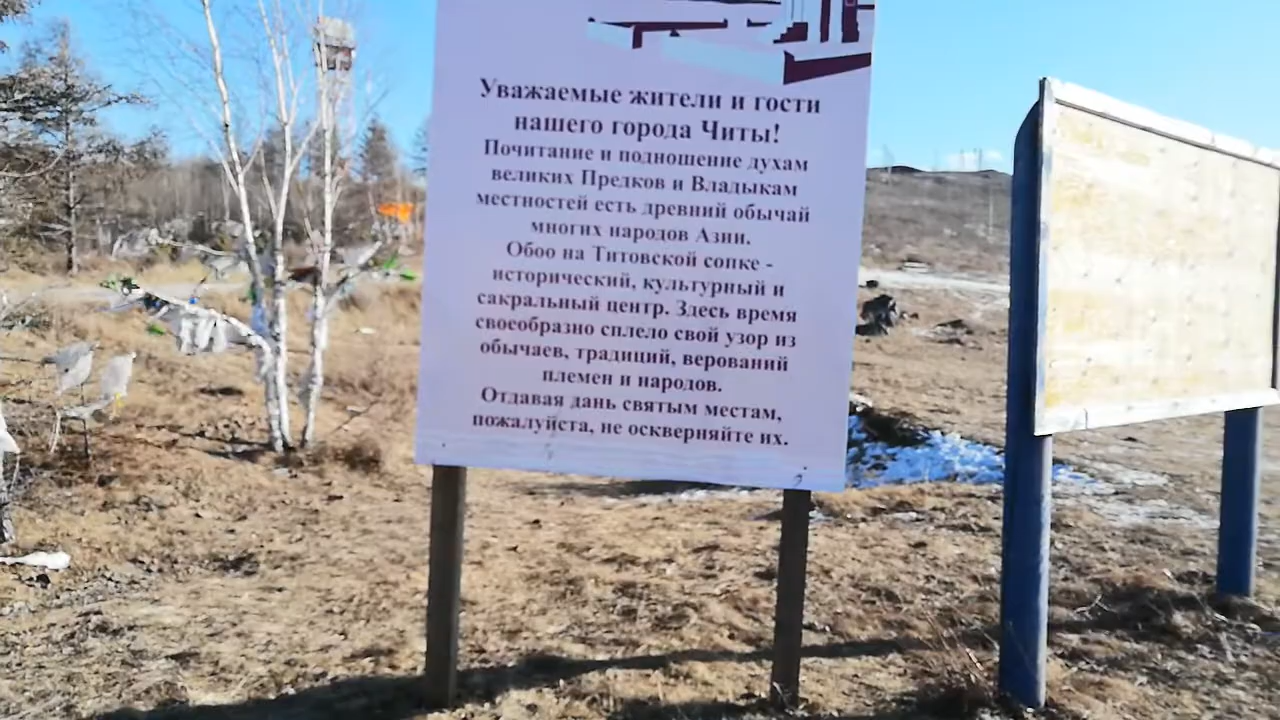 Уважаемые жители и гости
нашего города Читы!
Почитание и подношение духам
великих Предков и Владыкам
местностей есть древний обычай
многих народов Азии.
Обоо на Титовской сопке -
исторический, культурный и
сакральный центр. Здесь время
своеобразно сплело свой узор из
обычаев, традиций, верований
племен и народов.
Отдавая дань святым местам,
пожалуйста, не оскверняйте их.